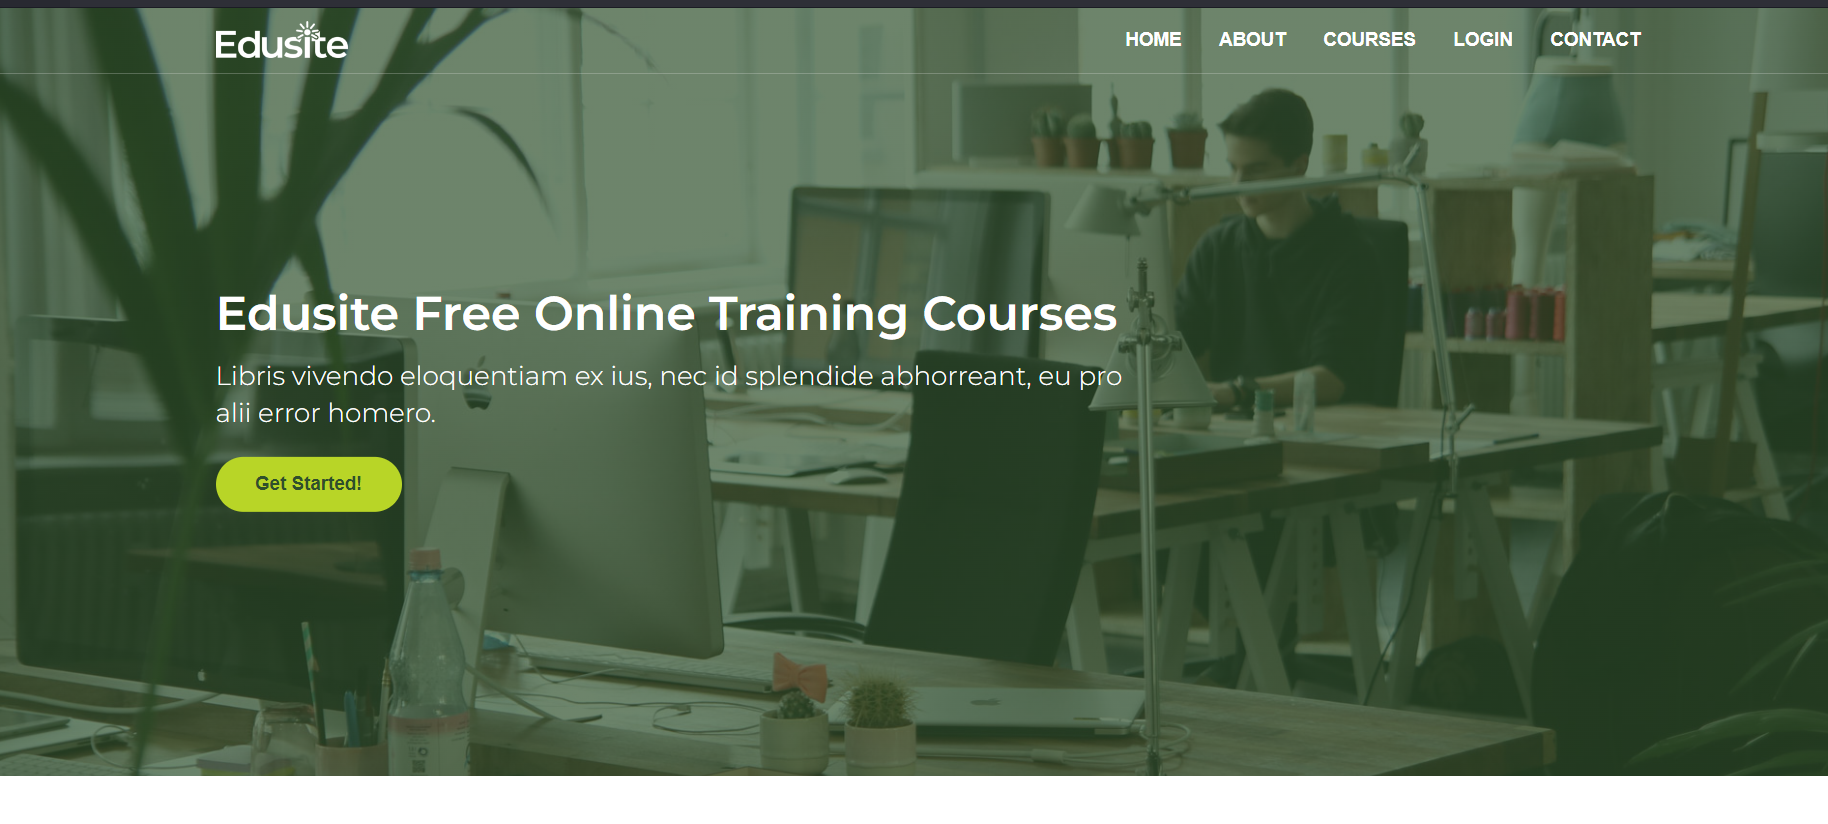 Edusite
HOME ABOUT COURSES LOGIN CONTACT
Edusite Free Online Training Courses
Libris vivendo eloquentiam ex ius, nec id splendide abhorreant, eu pro
alii error homero.
Get Started!